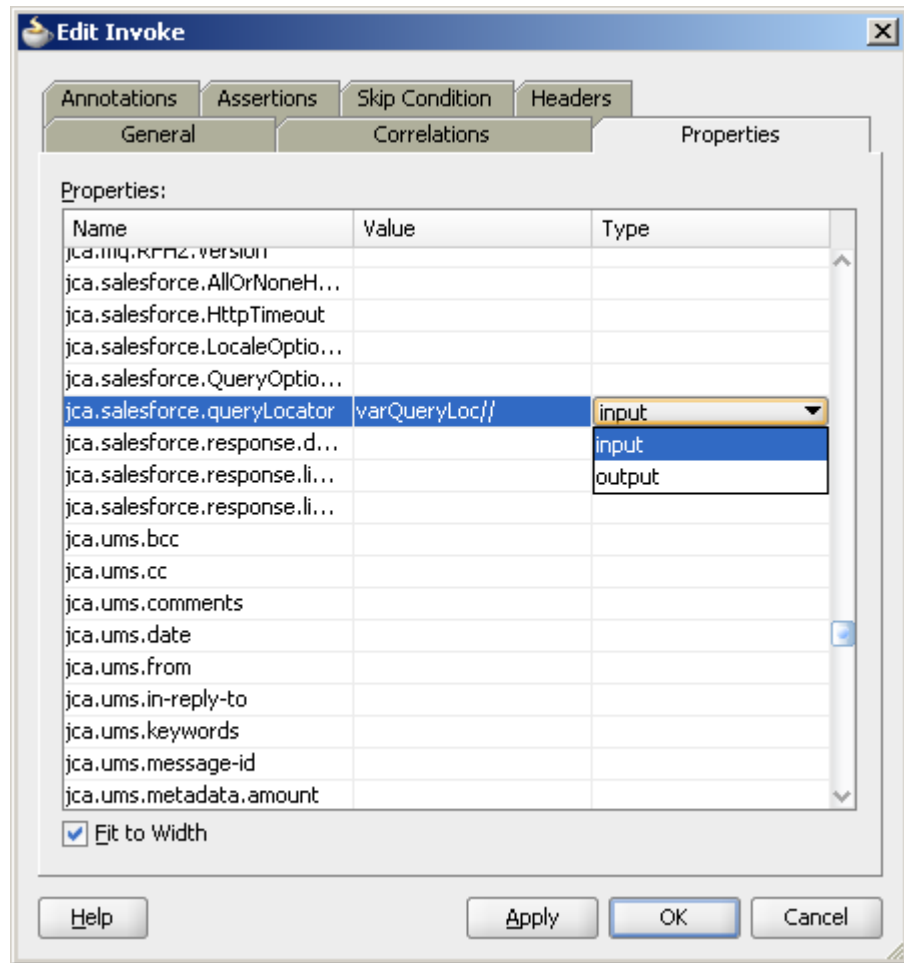 Edit Invoke
Annotations Assertions Skip Condition Headers
General Correlations Properties
Properties:
Name Value Type
jca.mq.RFH2.Version
jca.salesforce.AllOrNoneH...
jca.salesforce.HttpTimeout
jca.salesforce.LocaleOptio...
jca.salesforce.QueryOptio...
jca.salesforce.queryLocator varQueryLoc// input
jca.salesforce.response.d... input
jca.salesforce.response.li... output
jca.salesforce.response.li...
jca.ums.bcc
jca.ums.cc
jca.ums.comments
jca.ums.date
jca.ums.from
jca.ums.in-reply-to
jca.ums.keywords
jca.ums.message-id
jca.ums.metadata.amount
Fit to Width
Help Apply OK Cancel